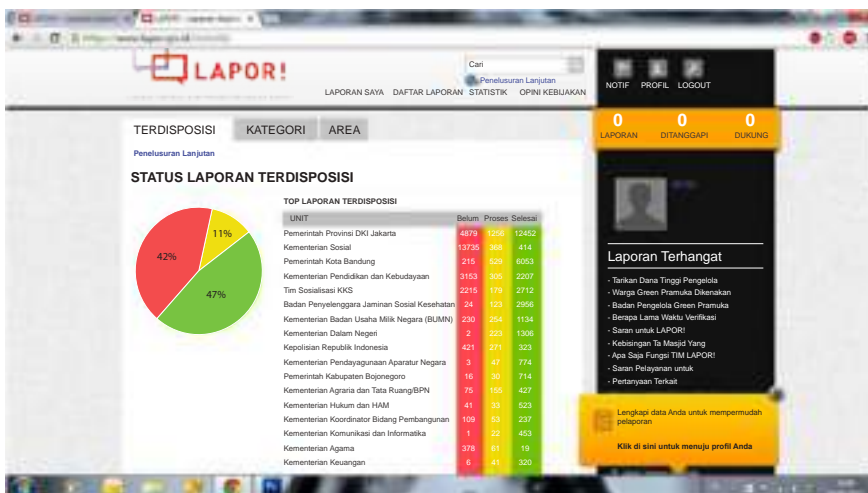 LAPOR!
Cari
Penelusuran Lanjutan
LAPORAN SAYA DAFTAR LAPORAN STATISTIK OPINI KEBIJAKAN
NOTIF PROFIL LOGOUT
0 0 0
LAPORAN DITANGGAPI DUKUNG
TERDISPOSISI KATEGORI AREA
Penelusuran Lanjutan
STATUS LAPORAN TERDISPOSISI
11%
42%
47%
TOP LAPORAN TERDISPOSISI
UNIT Belum Proses Selesai
Pemerintah Provinsi DKI Jakarta 4879 1256 12452
Kementerian Sosial 13735 368 414
Pemerintah Kota Bandung 215 529 6053
Kementerian Pendidikan dan Kebudayaan 3153 305 2207
Tim Sosialisasi KKS 2215 179 2712
Badan Penyelenggara Jaminan Sosial Kesehatan 24 123 2956
Kementerian Badan Usaha Milik Negara (BUMN) 230 254 1134
Kementerian Dalam Negeri 2 223 1306
Kepolisian Republik Indonesia 421 271 323
Kementerian Pendayagunaan Aparatur Negara 3 47 774
Pemerintah Kabupaten Bojonegoro 16 30 714
Kementerian Agraria dan Tata Ruang/BPN 75 155 427
Kementerian Hukum dan HAM 41 93 523
Kementerian Koordinator Bidang Pembangunan 109 53 237
Kementerian Komunikasi dan Informatika 1 22 453
Kementerian Agama 378 61 19
Kementerian Keuangan 6 41 320
Laporan Terhangat
- Tarikan Dana Tinggi Pengelola
- Warga Green Pramuka Dikenakan
- Badan Pengelola Green Pramuka
- Berapa Lama Waktu Verifikasi
- Saran untuk LAPOR!
- Kebisingan Ta Masjid Yang
- Apa Saja Fungsi TIM LAPOR!
- Saran Pelayanan untuk
- Pertanyaan Terkait
Lengkapi data Anda untuk mempermudah
pelaporan
Klik di sini untuk menuju profil Anda